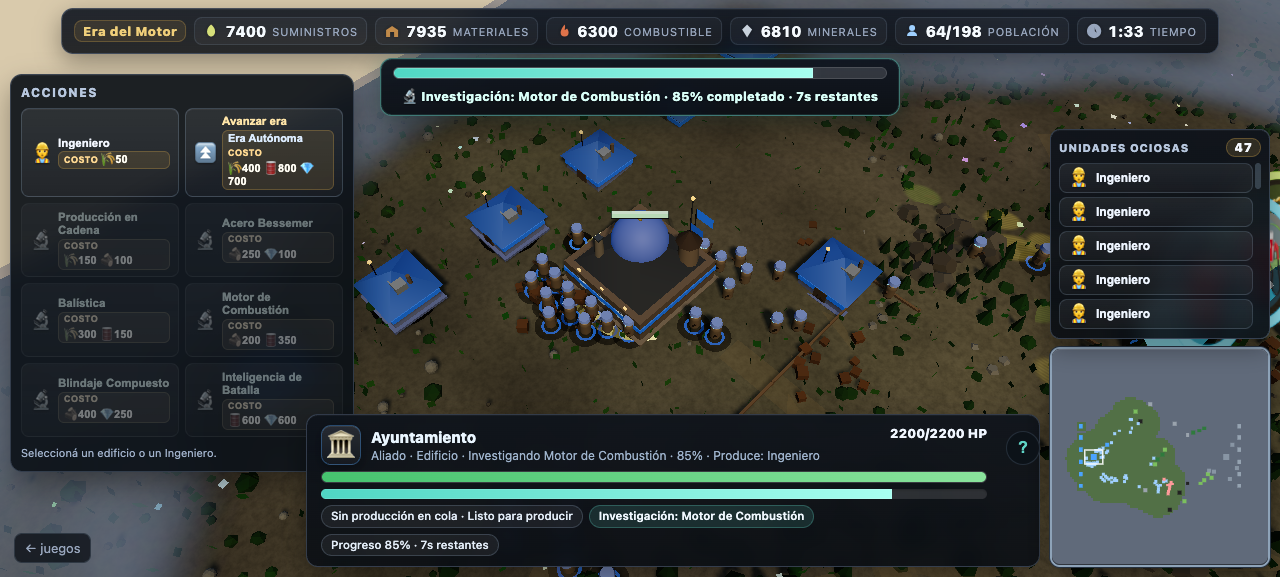 Era del Motor
7400 SUMINISTROS
7935 MATERIALES
6300 COMBUSTIBLE
6810 MINERALES
64/198 POBLACIÓN
1:33 TIEMPO
Investigación: Motor de Combustión · 85% completado · 7s restantes
ACCIONES
Ingeniero
COSTO 50
Avanzar era
Era Autónoma
COSTO
400 800
700
Producción en
Cadena
COSTO
150 100
Acero Bessemer
COSTO
250 100
Balística
COSTO
300 150
Motor de
Combustión
COSTO
200 350
Blindaje Compuesto
COSTO
400 250
Inteligencia de
Batalla
COSTO
600 600
Seleccioná un edificio o un Ingeniero.
← juegos
UNIDADES OCIOSAS 47
Ingeniero
Ingeniero
Ingeniero
Ingeniero
Ingeniero
Ayuntamiento
2200/2200 HP
Aliado · Edificio · Investigando Motor de Combustión · 85% · Produce: Ingeniero
?
Sin producción en cola · Listo para producir
Investigación: Motor de Combustión
Progreso 85% · 7s restantes